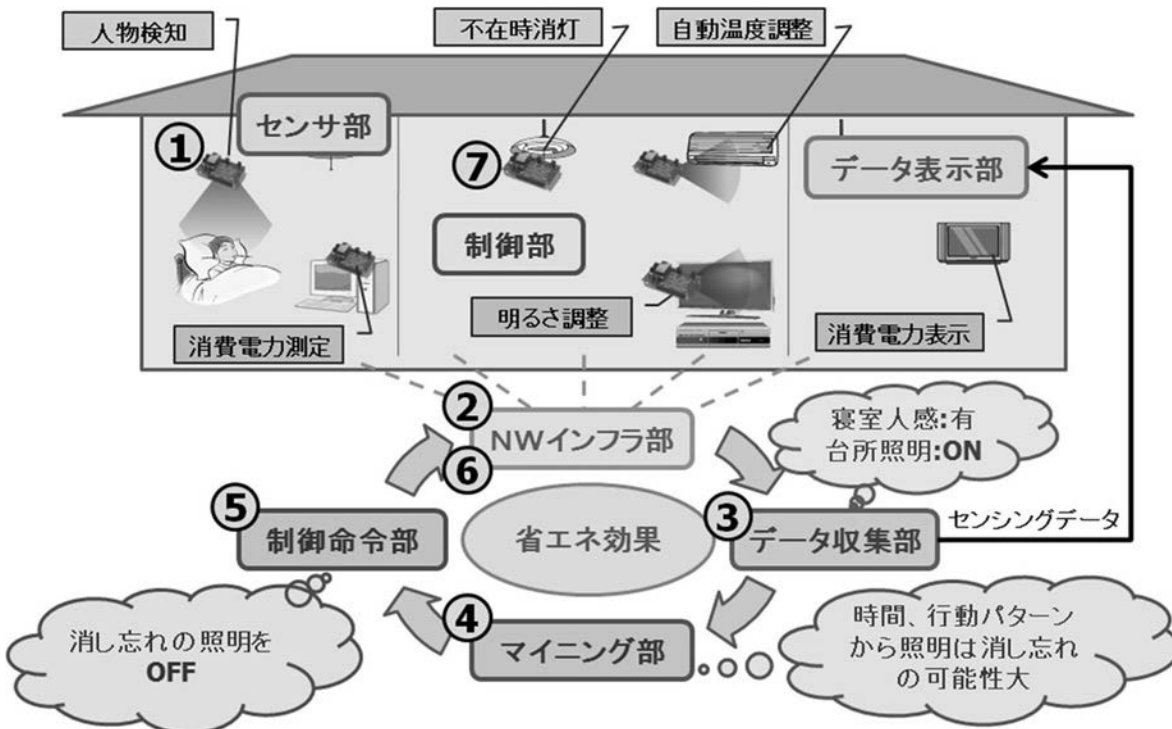 人物検知
不在時消灯
自動温度調整
①
センサ部
⑦
データ表示部
制御部
消費電力測定
明るさ調整
消費電力表示
②
NWインフラ部
⑥
寝室人感:有
台所照明:ON
⑤
制御命令部
省エネ効果
③
データ収集部
センシングデータ
消し忘れの照明を
OFF
④
マイニング部
時間、行動パターン
から照明は消し忘れ
の可能性大